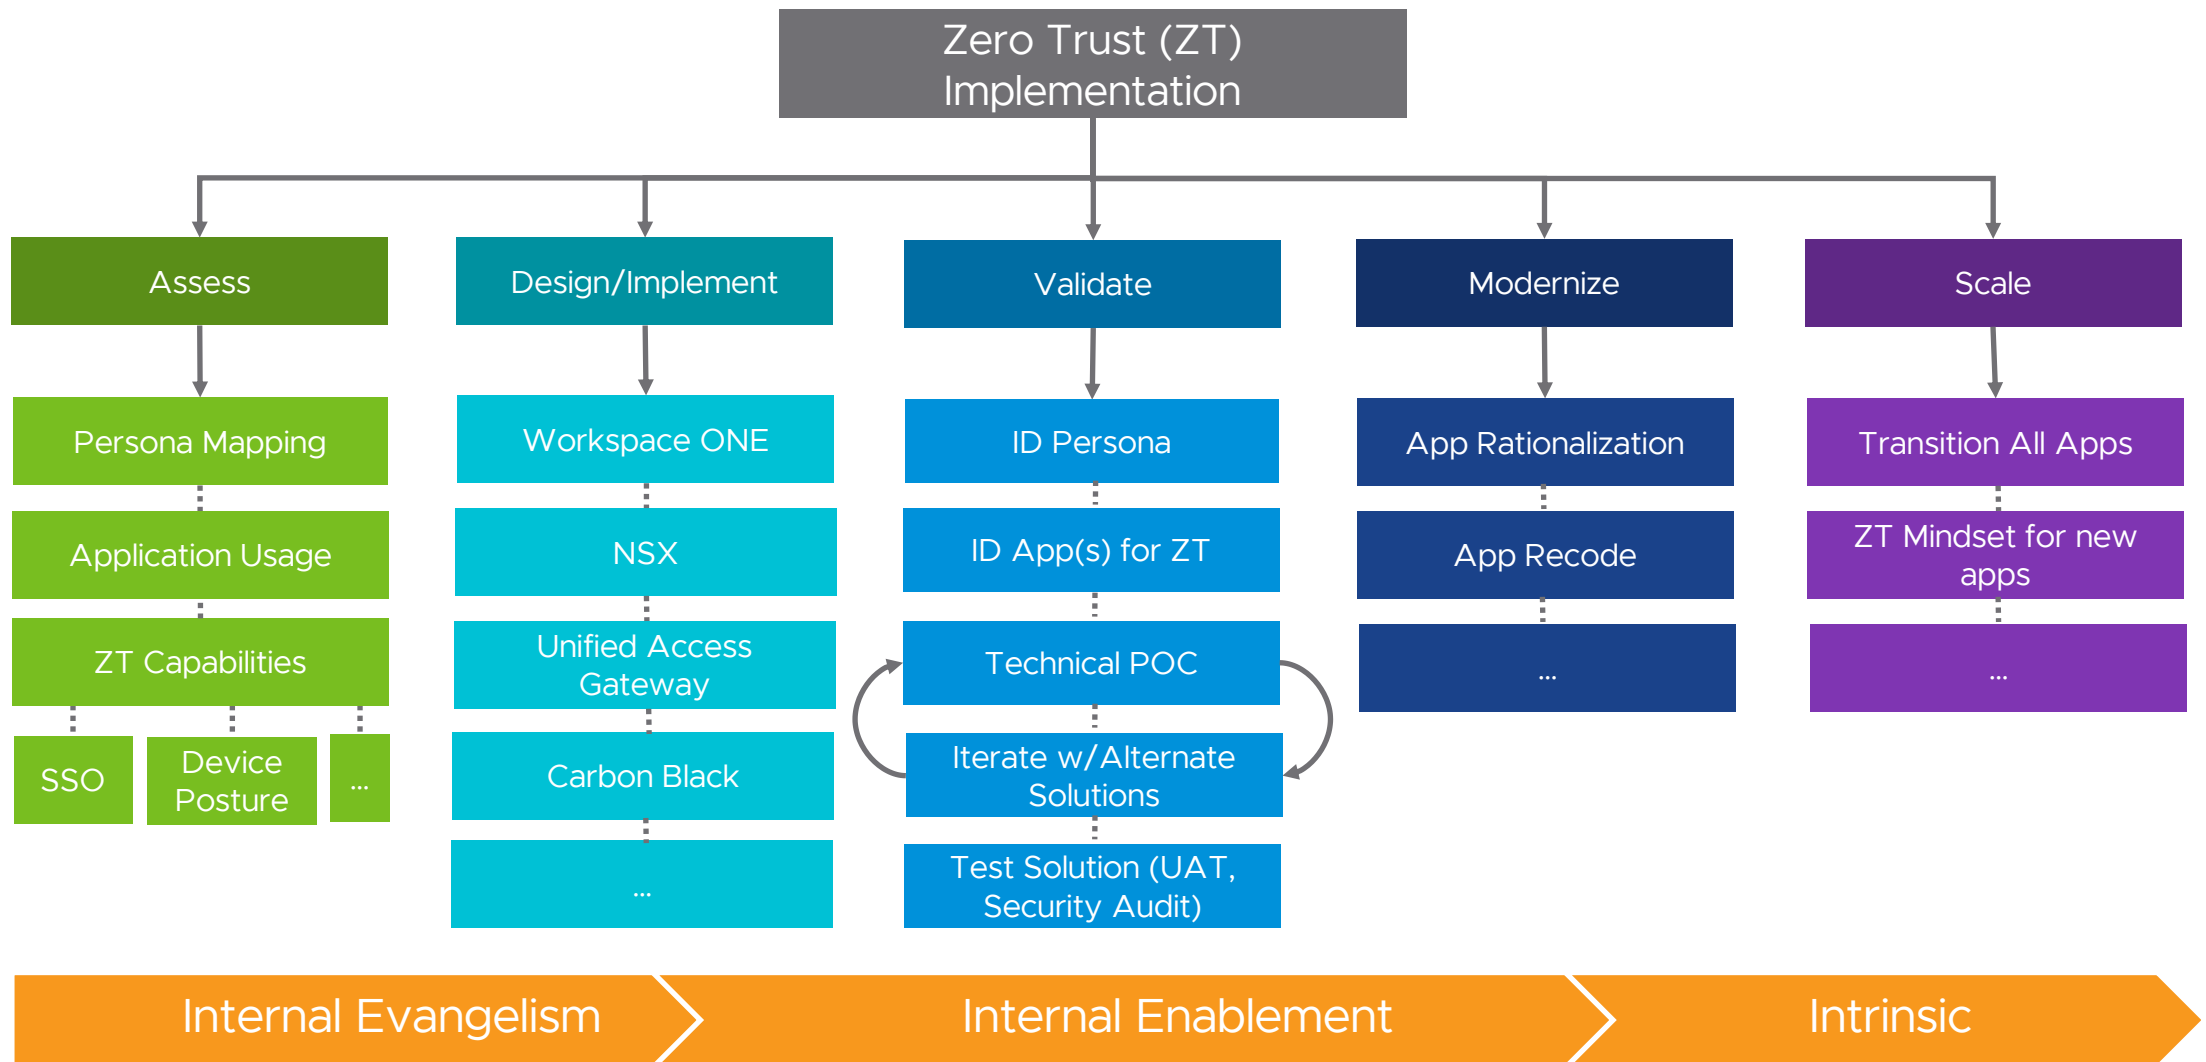 Zero Trust (ZT)
Implementation
Assess
Design/Implement
Validate
Modernize
Scale
Persona Mapping
Application Usage
ZT Capabilities
SSO
Device
Posture
...
Workspace ONE
NSX
Unified Access
Gateway
Carbon Black
...
ID Persona
ID App(s) for ZT
Technical POC
Iterate w/Alternate
Solutions
Test Solution (UAT,
Security Audit)
App Rationalization
App Recode
...
Transition All Apps
ZT Mindset for new
apps
...
Internal Evangelism
Internal Enablement
Intrinsic